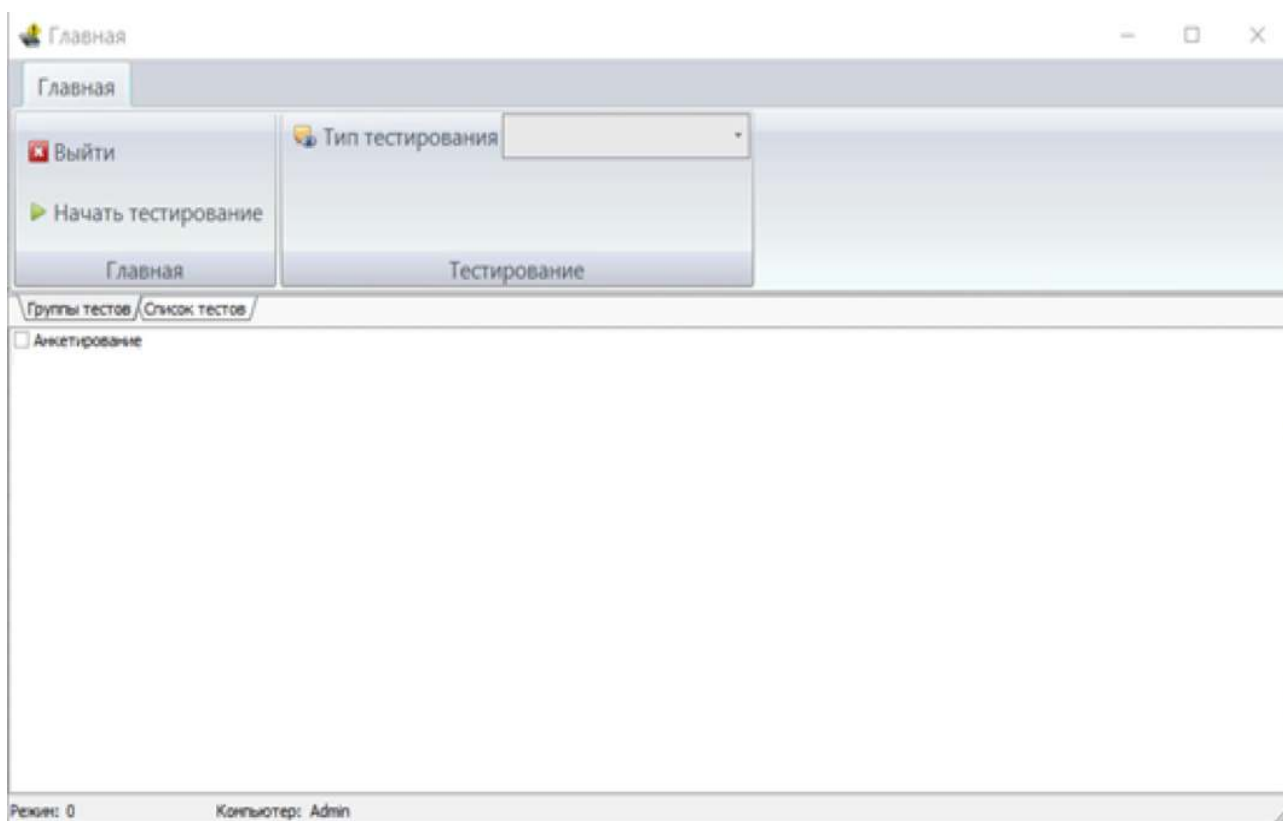 Главная
Главная
Выйти
Тип тестирования
Начать тестирование
Главная
Тестирование
Группы тестов Список тестов
Анкетирование
Режим: 0 Компьютер: Admin